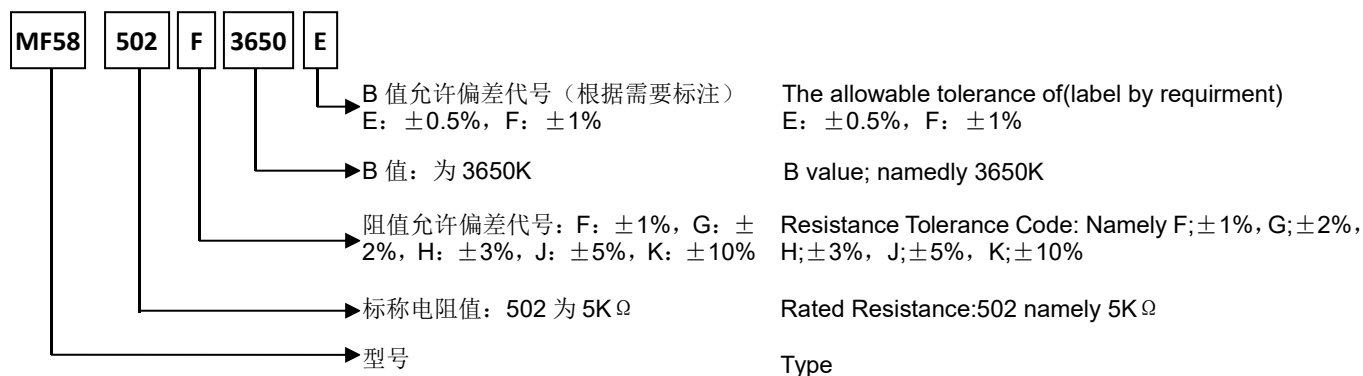 MF58 502 F 3650 E
B 值允许偏差代号（根据需要标注） The allowable tolerance of(label by requirment)
E：±0.5%，F：±1% E：±0.5%，F：±1%
B 值：为 3650K B value; namedly 3650K
阻值允许偏差代号：F：±1%，G：± Resistance Tolerance Code: Namely F;±1%，G;±2%，
2%，H：±3%，J：±5%，K：±10% H;±3%，J;±5%，K;±10%
标称电阻值：502 为 5KΩ Rated Resistance:502 namely 5KΩ
型号 Type